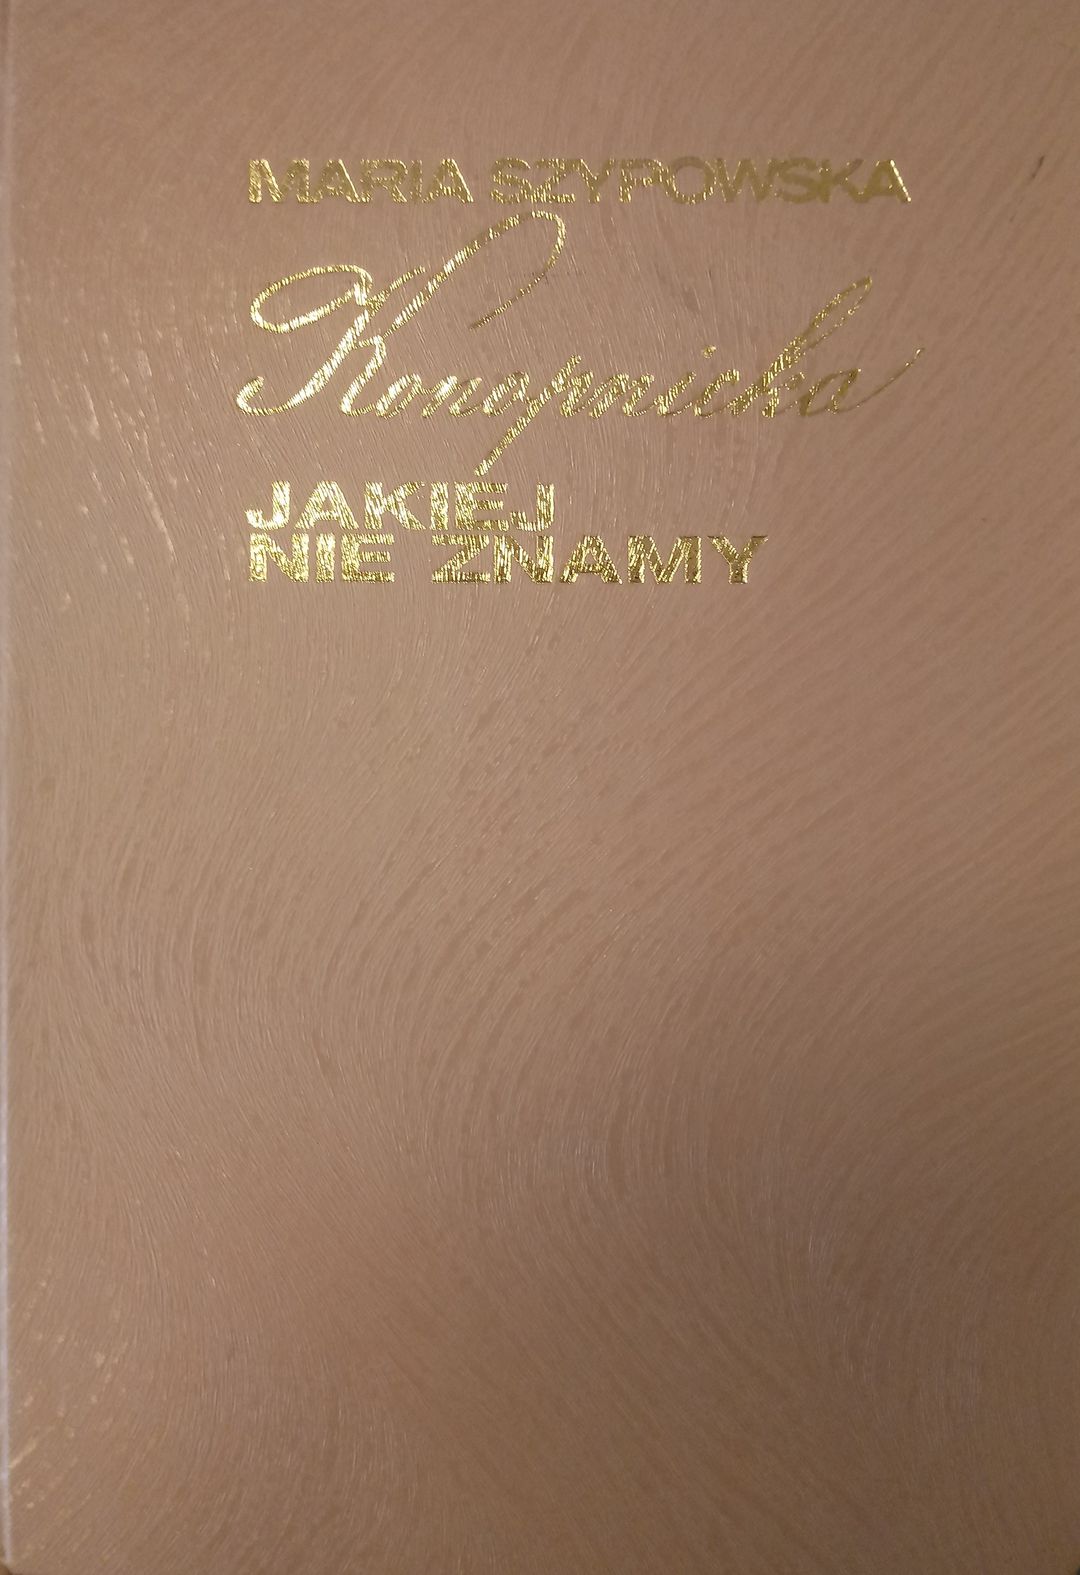 MARIA SZYPOWSKA
Konopnicka
JAKIEJ
NIE ZNAMY